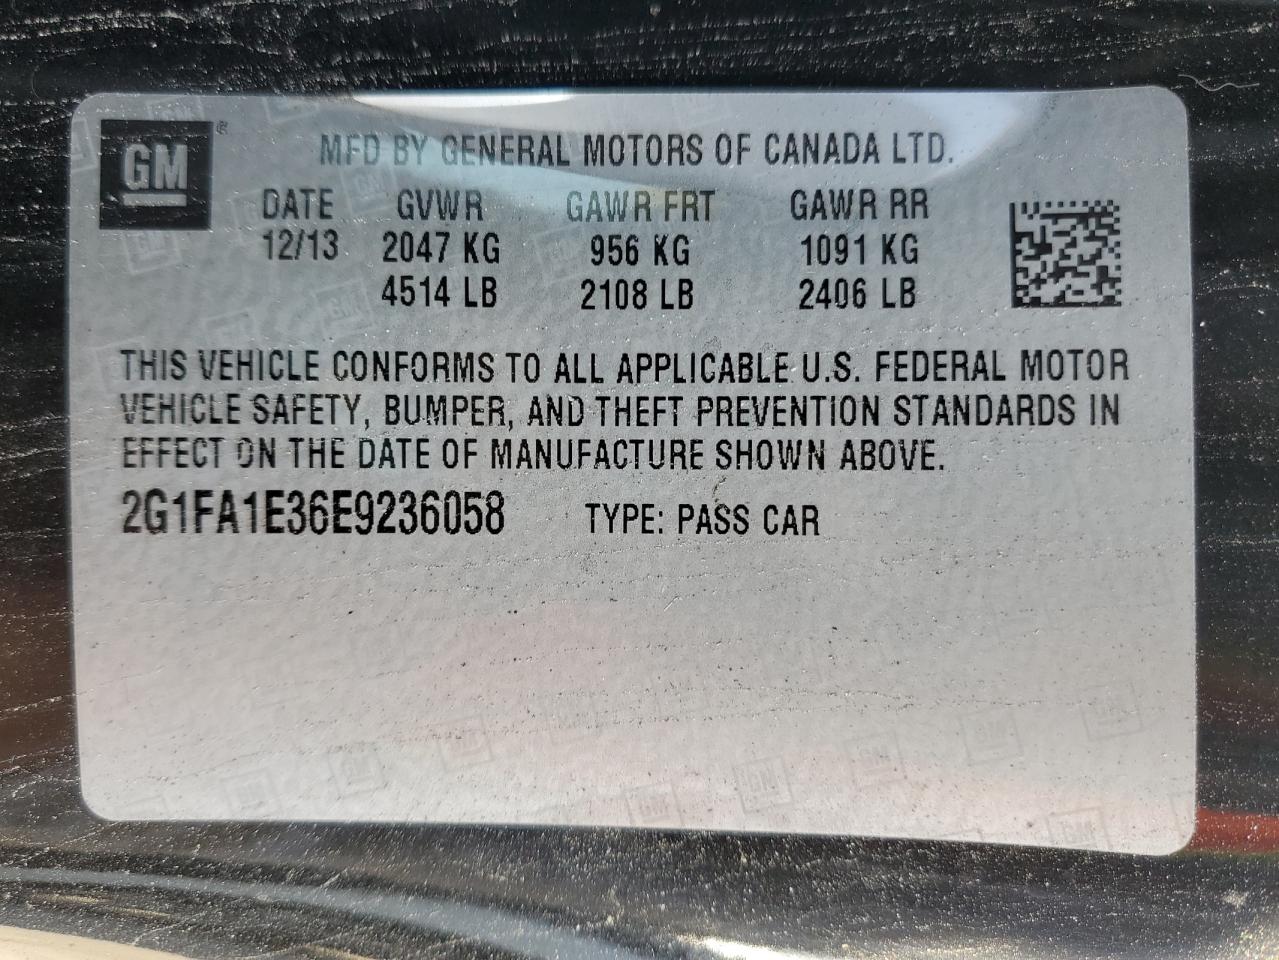 GM
MFD BY GENERAL MOTORS OF CANADA LTD.
DATE GVWR GAWR FRT GAWR RR
12/13 2047 KG 956 KG 1091 KG
4514 LB 2108 LB 2406 LB
THIS VEHICLE CONFORMS TO ALL APPLICABLE U.S. FEDERAL MOTOR
VEHICLE SAFETY, BUMPER, AND THEFT PREVENTION STANDARDS IN
EFFECT ON THE DATE OF MANUFACTURE SHOWN ABOVE.
2G1FA1E36E9236058 TYPE: PASS CAR